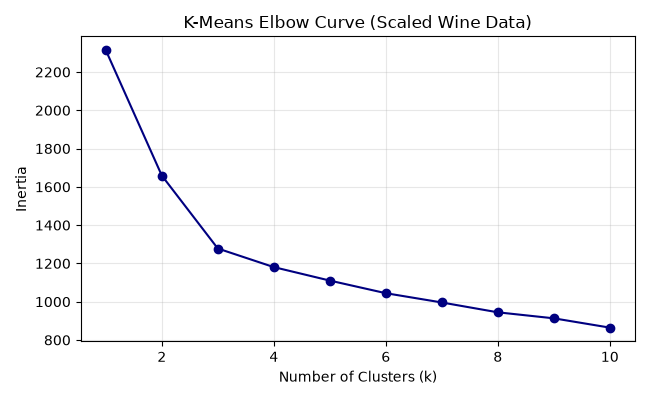 K-Means Elbow Curve (Scaled Wine Data)
Inertia
2200
2000
1800
1600
1400
1200
1000
800
2 4 6 8 10
Number of Clusters (k)